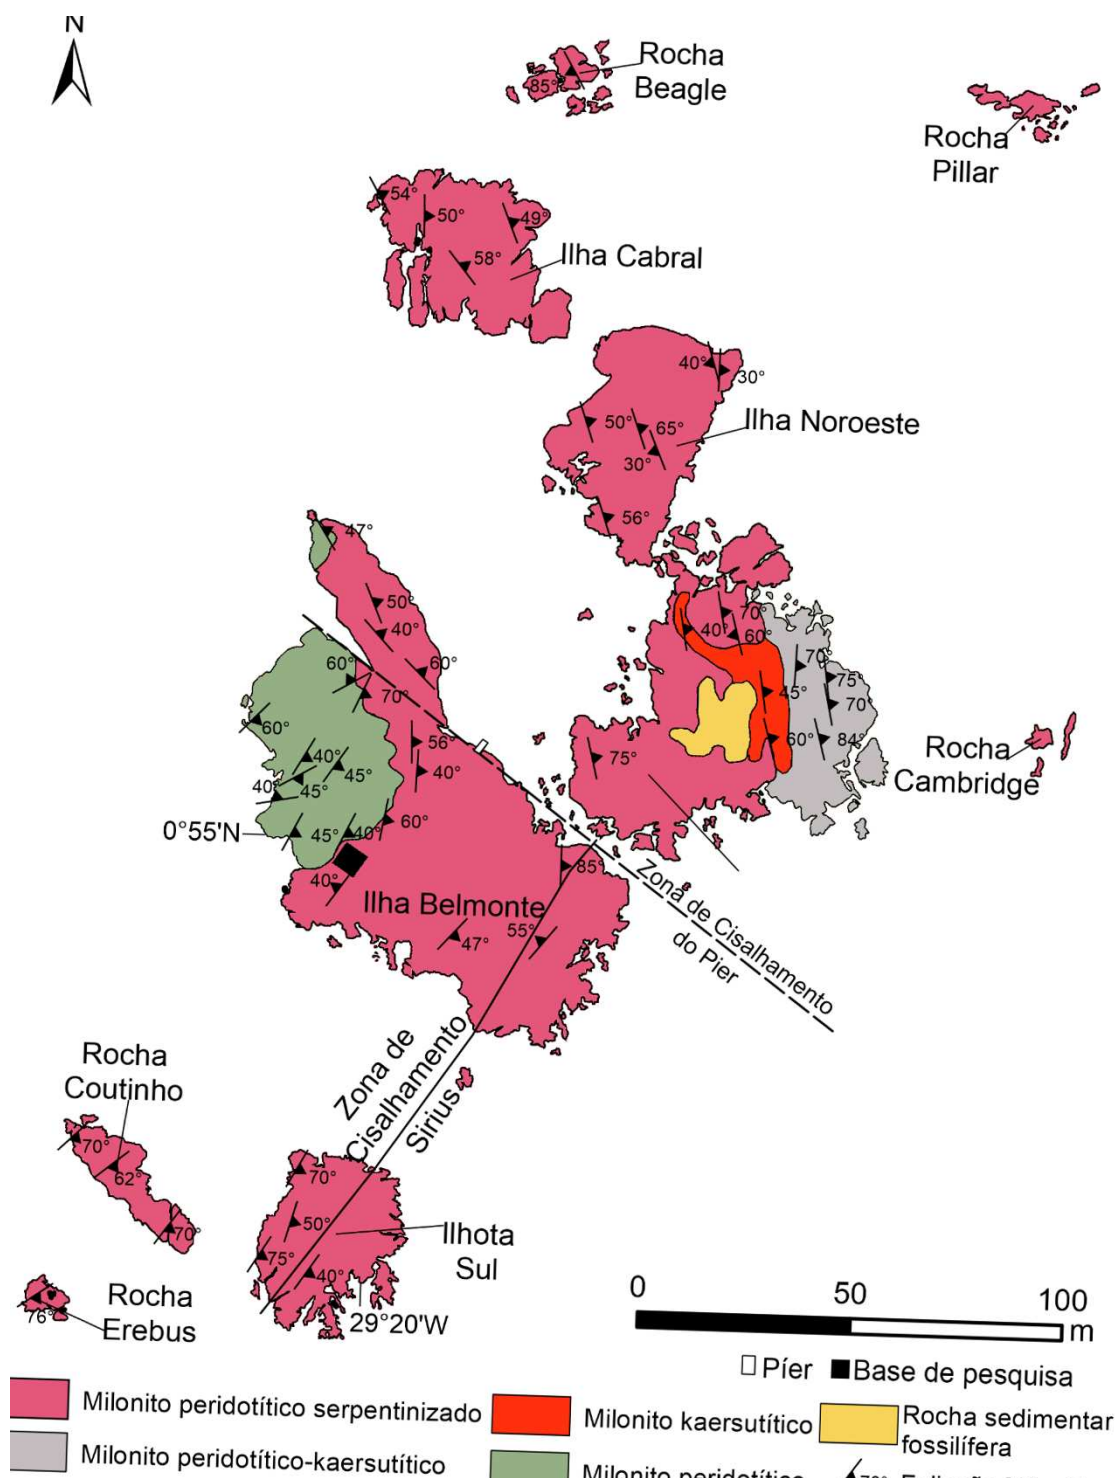 N
Rocha
Beagle
85°
Rocha
Pillar
54°
50°
49°
58°
Ilha Cabral
40°
30°
50°
65°
30°
Ilha Noroeste
56°
47°
50°
40°
60°
60°
70°
60°
56°
40°
40°
45°
40°
45°
60°
0°55'N
45°
40°
40°
70°
40°
60°
70°
75°
45°
70°
60°
84°
75°
Rocha
Cambridge
85°
Ilha Belmonte
55°
47°
Zona de Cisalhamento
do Pier
Zona de
Cisalhamento
Sirius
Rocha
Coutinho
70°
62°
70°
70°
50°
75°
40°
Ilhota
Sul
29°20'W
Rocha
Erebus
76°
0 50 100
m
Píer
Base de pesquisa
Milonito peridotítico serpentinizado
Milonito kaersutítico
Rocha sedimentar
fossilífera
Milonito peridotítico-kaersutítico
Milonito peridotítico